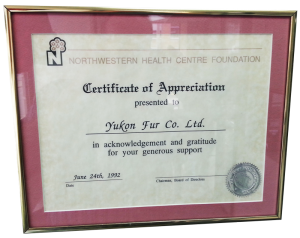 N
NORTHWESTERN HEALTH CENTRE FOUNDATION
Certificate of Appreciation
presented to
Yukon Fur Co. Ltd.
in acknowledgement and gratitude
for your generous support
June 24th, 1992
Date
Chairman, Board of Directors